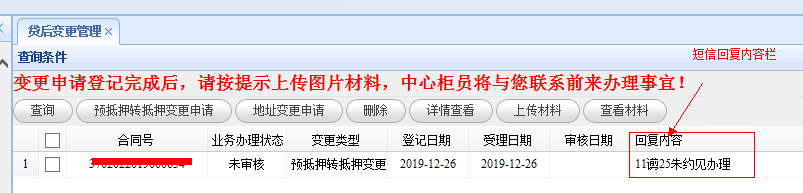 贷后变更管理
查询条件
短信回复内容栏
变更申请登记完成后，请按提示上传图片材料，中心柜员将与您联系前来办理事宜！
查询 预抵押转抵押变更申请 地址变更申请 删除 详情查看 上传材料 查看材料
合同号 业务办理状态 变更类型 登记日期 受理日期 审核日期 回复内容
1 未审核 预抵押转抵押变更 2019-12-26 2019-12-26 11谫25朱约见办理